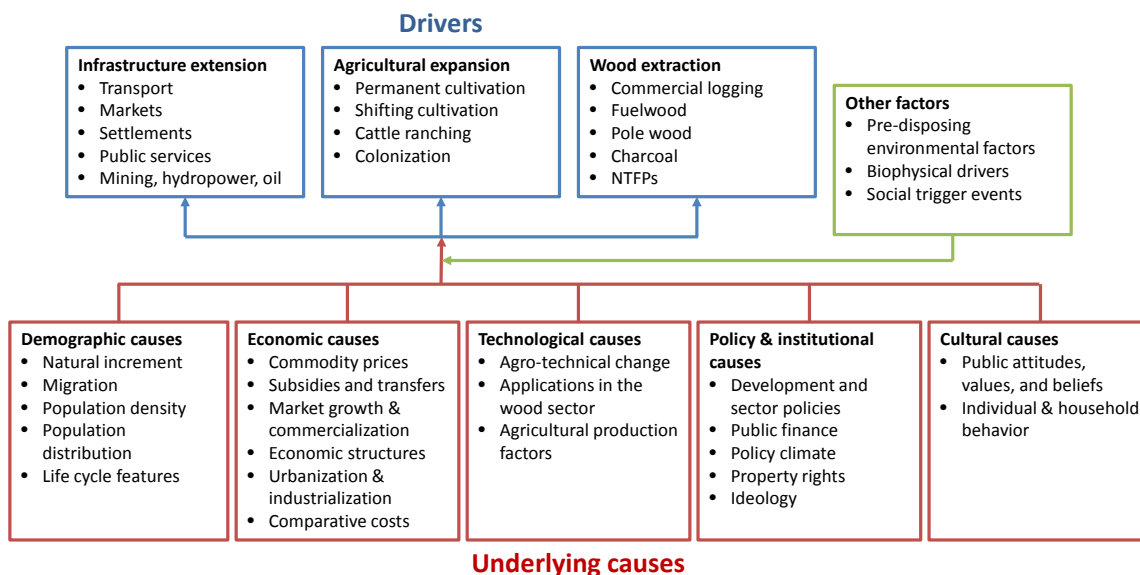 Drivers
Infrastructure extension
• Transport
• Markets
• Settlements
• Public services
• Mining, hydropower, oil
Agricultural expansion
• Permanent cultivation
• Shifting cultivation
• Cattle ranching
• Colonization
Wood extraction
• Commercial logging
• Fuelwood
• Pole wood
• Charcoal
• NTFPs
Other factors
• Pre-disposing
environmental factors
• Biophysical drivers
• Social trigger events
Demographic causes
• Natural increment
• Migration
• Population density
• Population
distribution
• Life cycle features
Economic causes
• Commodity prices
• Subsidies and transfers
• Market growth &
commercialization
• Economic structures
• Urbanization &
industrialization
• Comparative costs
Technological causes
• Agro-technical change
• Applications in the
wood sector
• Agricultural production
factors
Policy & institutional
causes
• Development and
sector policies
• Public finance
• Policy climate
• Property rights
• Ideology
Cultural causes
• Public attitudes,
values, and beliefs
• Individual & household
behavior
Underlying causes